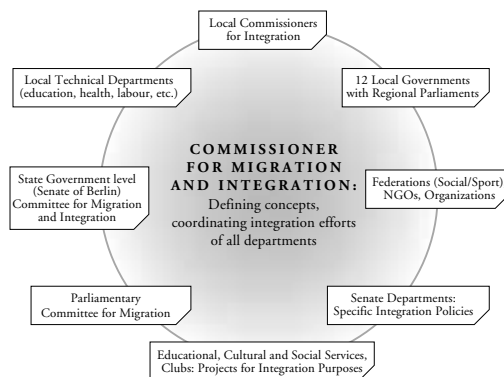 Local Commissioners
for Integration
Local Technical Departments
(education, health, labour, etc.)
12 Local Governments
with Regional Parliaments
COMMISSIONER
FOR MIGRATION
AND INTEGRATION:
Defining concepts,
coordinating integration efforts
of all departments
State Government level
(Senate of Berlin)
Committee for Migration
and Integration
Federations (Social/Sport)
NGOs, Organizations
Parliamentary
Committee for Migration
Senate Departments:
Specific Integration Policies
Educational, Cultural and Social Services,
Clubs: Projects for Integration Purposes